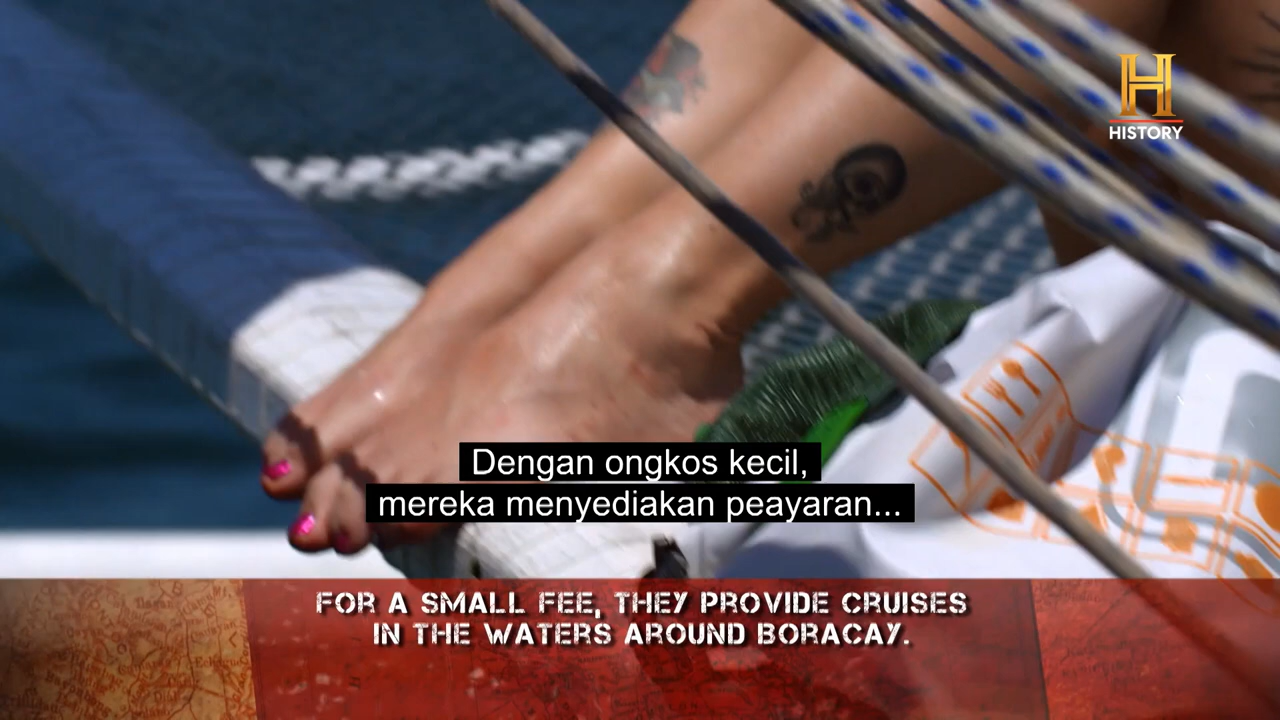 HISTORY
Dengan ongkos kecil,
mereka menyediakan peayaran...
FOR A SMALL FEE, THEY PROVIDE CRUISES
IN THE WATERS AROUND BORACAY.